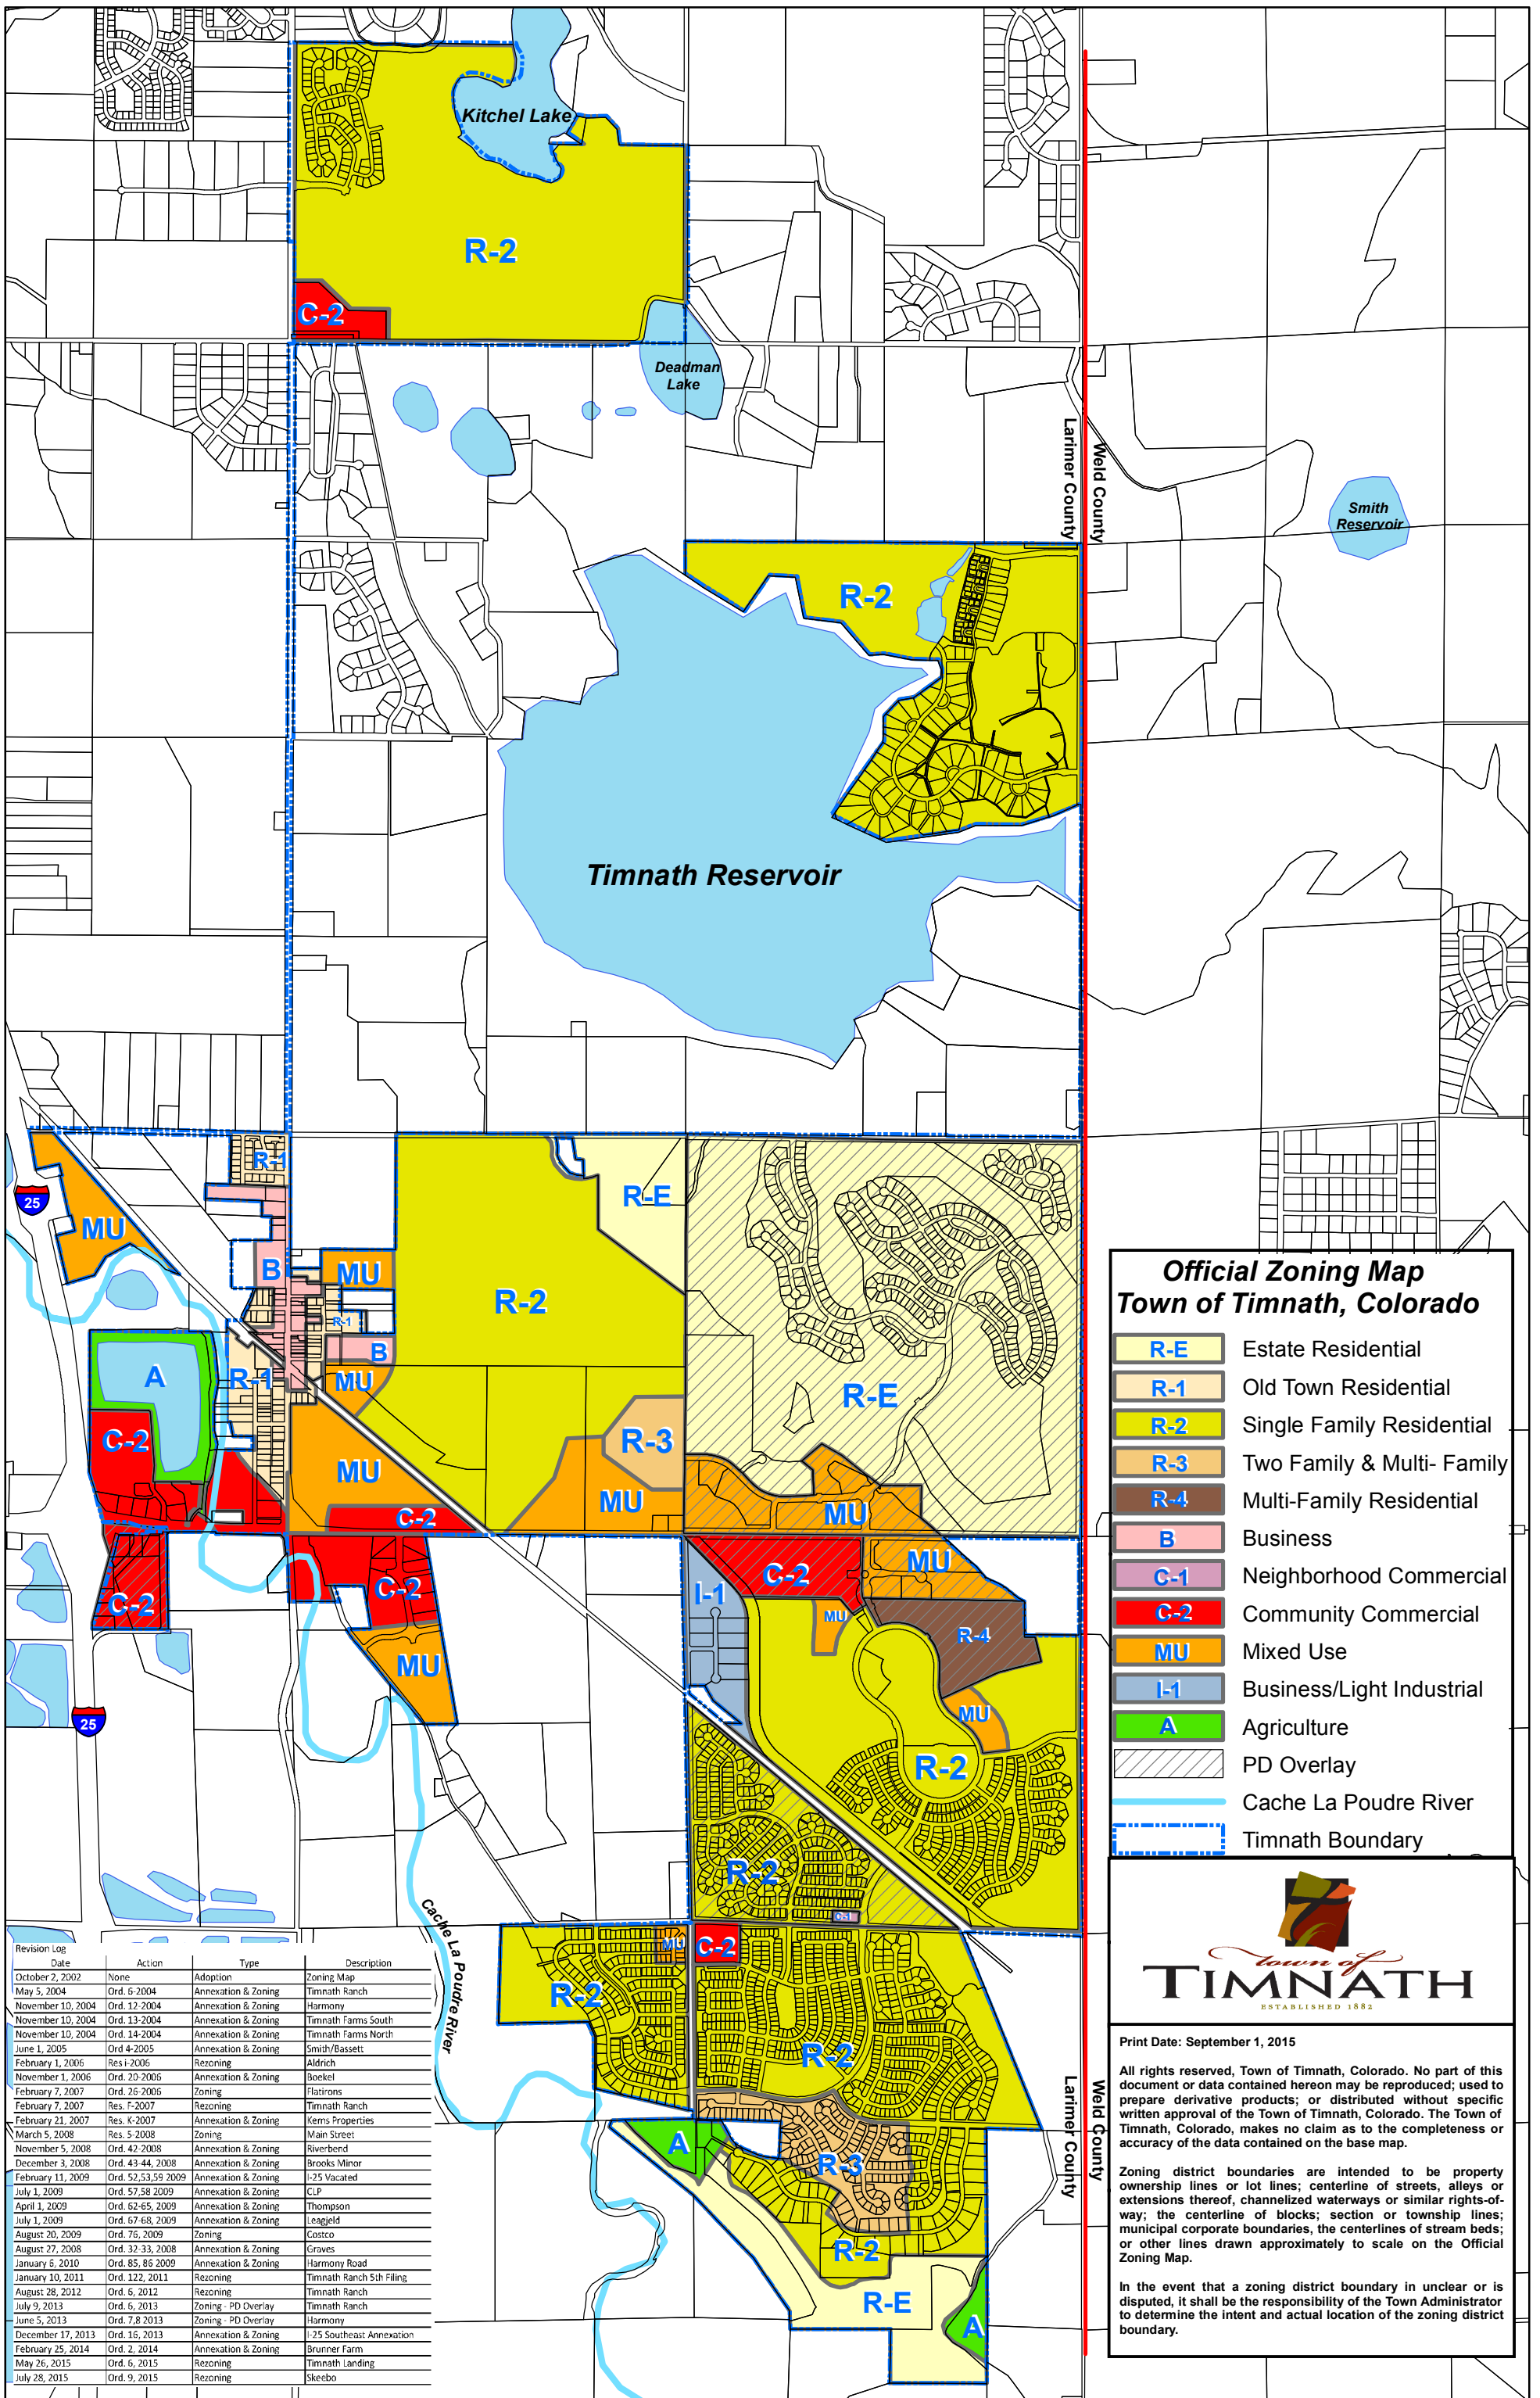 Kitchel Lake
R-2
C-2
Deadman
Lake
Larimer County
Weld County
Smith
Reservoir
R-2
Timnath Reservoir
R-1
25
MU
R-E
B
MU
R-2
R-1
B
A
R-1
MU
R-E
C-2
R-3
MU
MU
MU
C-2
C-2
MU
C-2
I-1
C-2
MU
R-4
MU
25
MU
R-2
R-2
C-1
Cache La Poudre River
MU
C-2
R-2
R-2
A
R-3
R-2
R-E
A
Larimer County
Weld County
Official Zoning Map
Town of Timnath, Colorado
R-E Estate Residential
R-1 Old Town Residential
R-2 Single Family Residential
R-3 Two Family & Multi- Family
R-4 Multi-Family Residential
B Business
C-1 Neighborhood Commercial
C-2 Community Commercial
MU Mixed Use
I-1 Business/Light Industrial
A Agriculture
PD Overlay
Cache La Poudre River
Timnath Boundary
town of
TIMNATH
ESTABLISHED 1882
Print Date: September 1, 2015
All rights reserved, Town of Timnath, Colorado. No part of this
document or data contained hereon may be reproduced; used to
prepare derivative products; or distributed without specific
written approval of the Town of Timnath, Colorado. The Town of
Timnath, Colorado, makes no claim as to the completeness or
accuracy of the data contained on the base map.
Zoning district boundaries are intended to be property
ownership lines or lot lines; centerline of streets, alleys or
extensions thereof, channelized waterways or similar rights-of-
way; the centerline of blocks; section or township lines;
municipal corporate boundaries, the centerlines of stream beds;
or other lines drawn approximately to scale on the Official
Zoning Map.
In the event that a zoning district boundary in unclear or is
disputed, it shall be the responsibility of the Town Administrator
to determine the intent and actual location of the zoning district
boundary.
Revision Log
Date Action Type Description
October 2, 2002 None Adoption Zoning Map
May 5, 2004 Ord. 6-2004 Annexation & Zoning Timnath Ranch
November 10, 2004 Ord. 12-2004 Annexation & Zoning Harmony
November 10, 2004 Ord. 13-2004 Annexation & Zoning Timnath Farms South
November 10, 2004 Ord. 14-2004 Annexation & Zoning Timnath Farms North
June 1, 2005 Ord 4-2005 Annexation & Zoning Smith/Bassett
February 1, 2006 Res i-2006 Rezoning Aldrich
November 1, 2006 Ord. 20-2006 Annexation & Zoning Boekel
February 7, 2007 Ord. 26-2006 Zoning Flatirons
February 7, 2007 Res. F-2007 Rezoning Timnath Ranch
February 21, 2007 Res. K-2007 Annexation & Zoning Kerns Properties
March 5, 2008 Res. 5-2008 Zoning Main Street
November 5, 2008 Ord. 42-2008 Annexation & Zoning Riverbend
December 3, 2008 Ord. 43-44, 2008 Annexation & Zoning Brooks Minor
February 11, 2009 Ord. 52,53,59 2009 Annexation & Zoning I-25 Vacated
July 1, 2009 Ord. 57,58 2009 Annexation & Zoning CLP
April 1, 2009 Ord. 62-65, 2009 Annexation & Zoning Thompson
July 1, 2009 Ord. 67-68, 2009 Annexation & Zoning Leagjeld
August 20, 2009 Ord. 76, 2009 Zoning Costco
August 27, 2008 Ord. 32-33, 2008 Annexation & Zoning Graves
January 6, 2010 Ord. 85, 86 2009 Annexation & Zoning Harmony Road
January 10, 2011 Ord. 122, 2011 Rezoning Timnath Ranch 5th Filing
August 28, 2012 Ord. 6, 2012 Rezoning Timnath Ranch
July 9, 2013 Ord. 6, 2013 Zoning - PD Overlay Timnath Ranch
June 5, 2013 Ord. 7,8 2013 Zoning - PD Overlay Harmony
December 17, 2013 Ord. 16, 2013 Annexation & Zoning I-25 Southeast Annexation
February 25, 2014 Ord. 2, 2014 Annexation & Zoning Brunner Farm
May 26, 2015 Ord. 6, 2015 Rezoning Timnath Landing
July 28, 2015 Ord. 9, 2015 Rezoning Skeebo